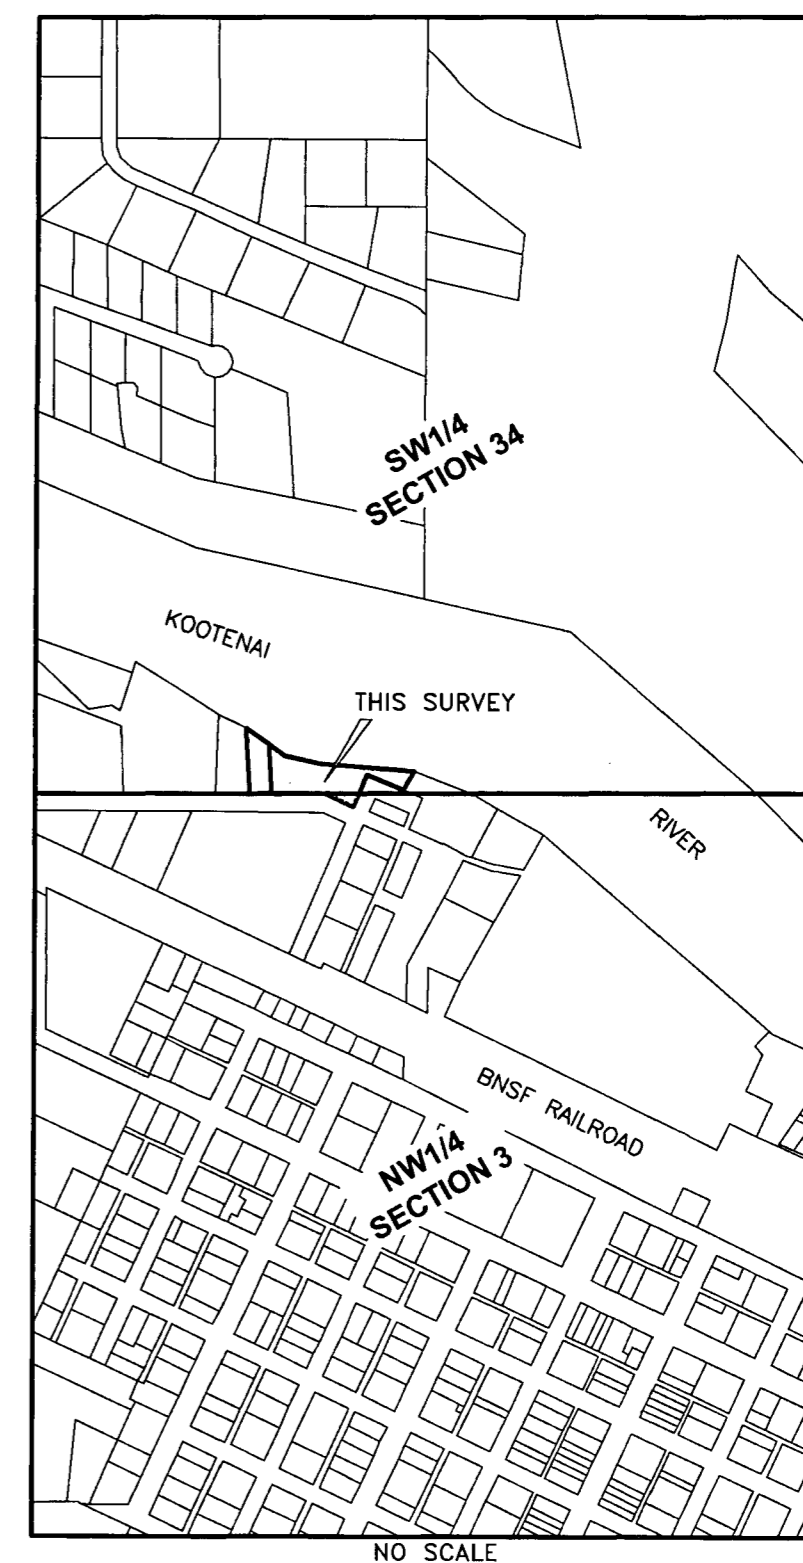 SW1/4
SECTION 34
KOOTENAI
THIS SURVEY
RIVER
BNSF RAILROAD
NW1/4
SECTION 3
NO SCALE